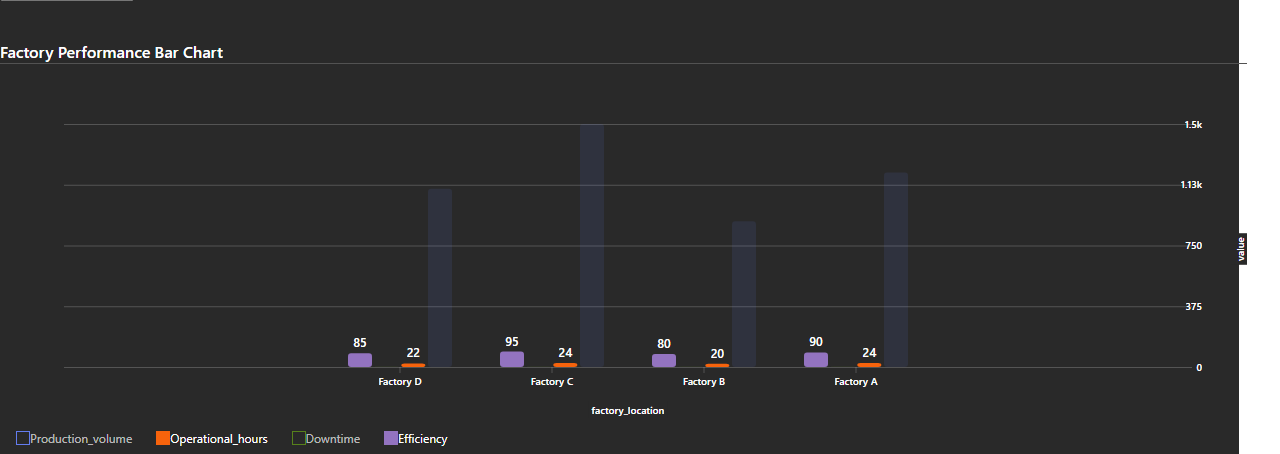 Factory Performance Bar Chart
1.5k
1.13k
750
375
0
value
85 22 95 24 80 20 90 24
Factory D Factory C Factory B Factory A
factory_location
Production_volume Operational_hours Downtime Efficiency